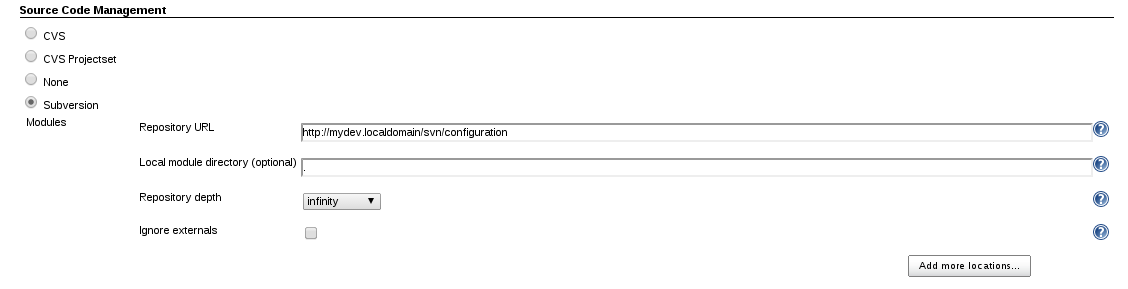 Source Code Management
CVS
CVS Projectset
None
Subversion
Modules
Repository URL
http://mydev.localdomain/svn/configuration
?
Local module directory (optional)
.
?
Repository depth
infinity
?
Ignore externals
?
Add more locations...